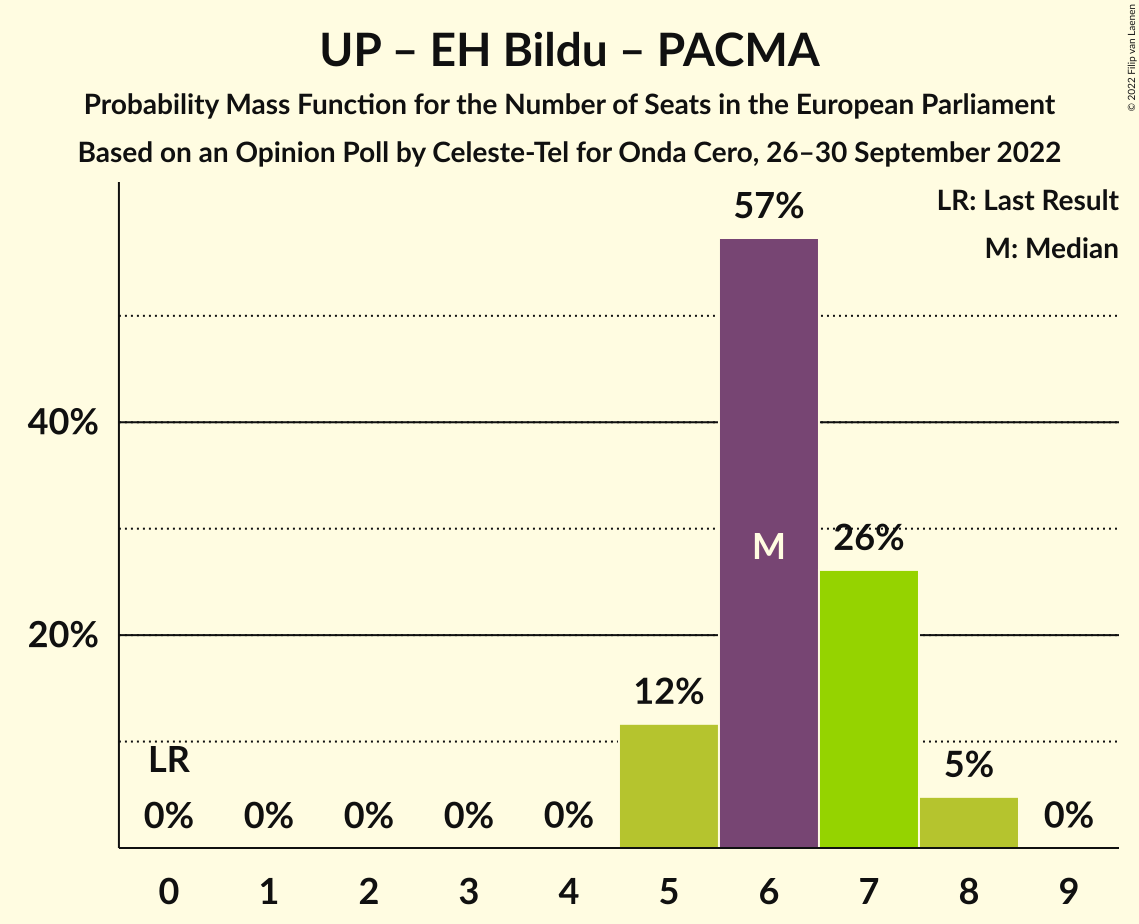 UP – EH Bildu – PACMA
Probability Mass Function for the Number of Seats in the European Parliament
Based on an Opinion Poll by Celeste-Tel for Onda Cero, 26–30 September 2022
© 2022 Filip van Laenen
LR: Last Result
M: Median
57%
40%
M
26%
20%
12%
LR
5%
0% 0% 0% 0% 0% 0%
0 1 2 3 4 5 6 7 8 9